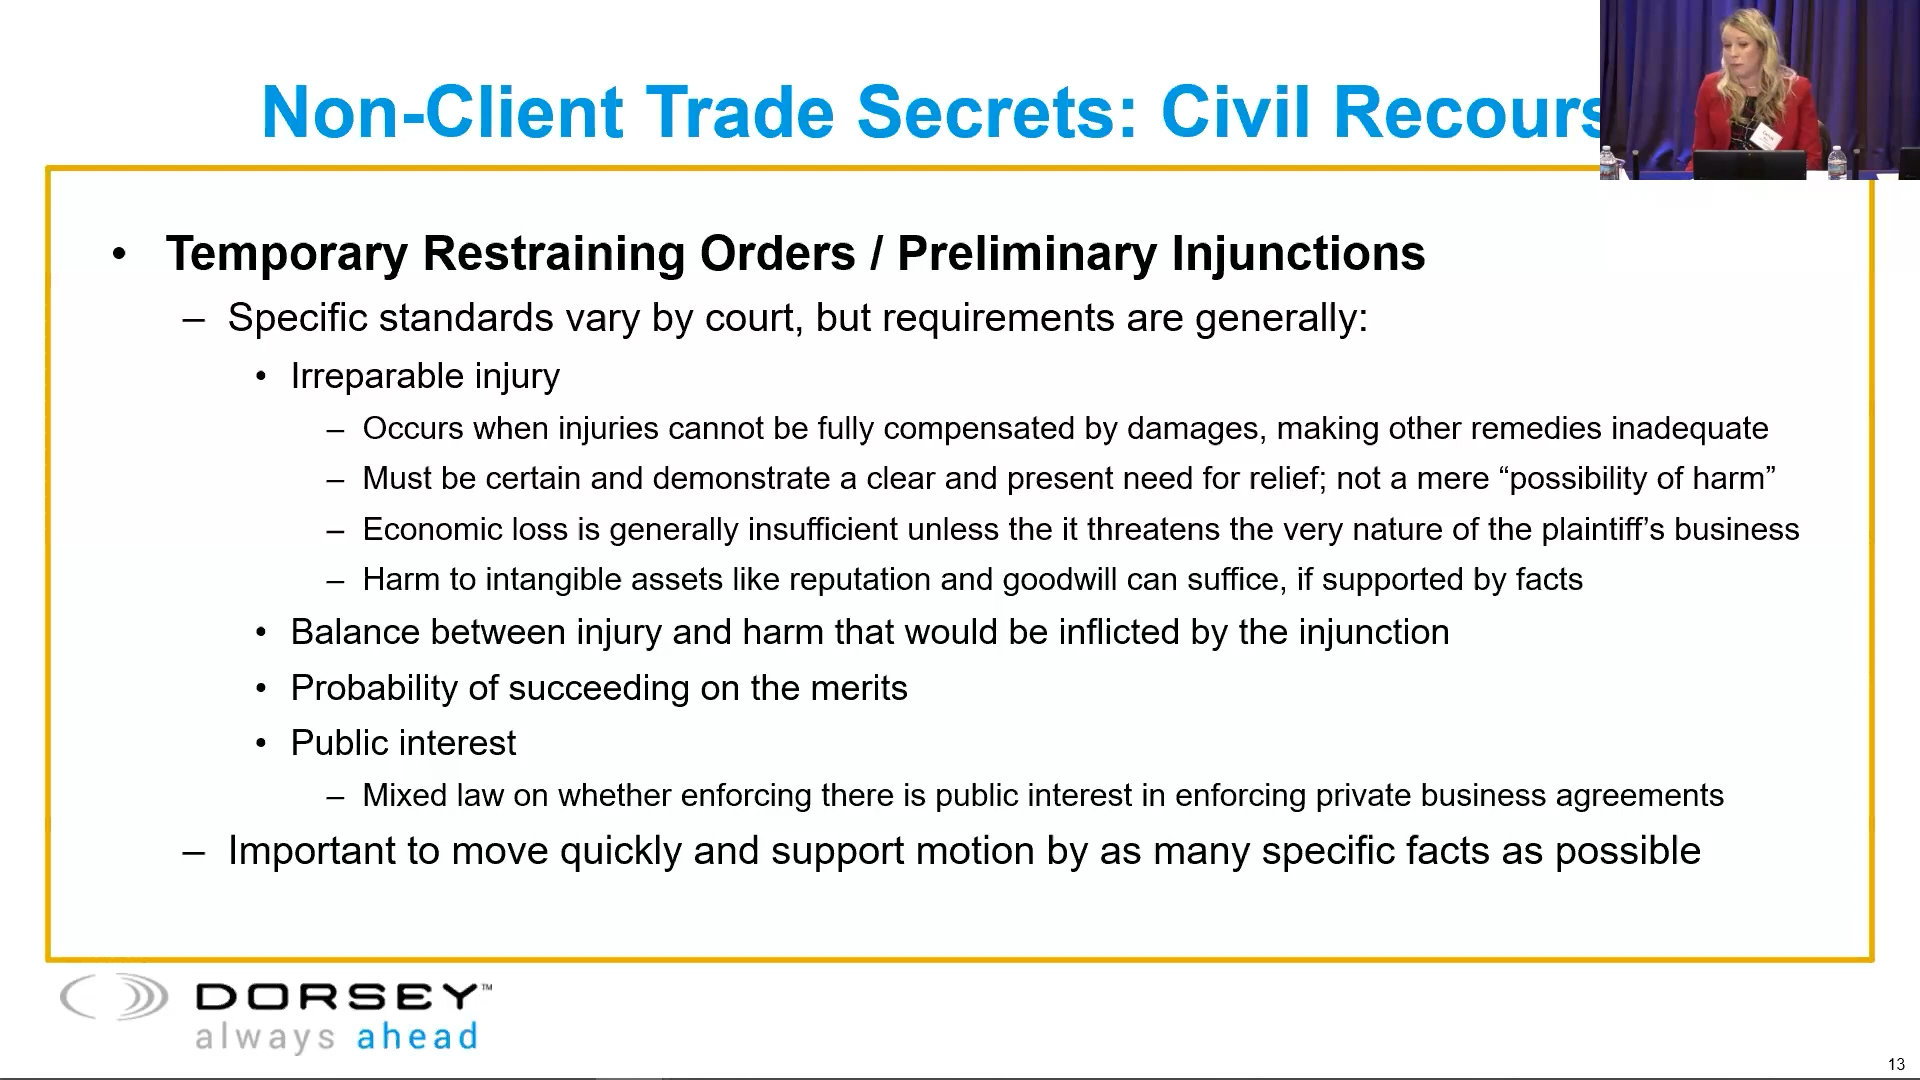 Non-Client Trade Secrets: Civil Recours
• Temporary Restraining Orders / Preliminary Injunctions
– Specific standards vary by court, but requirements are generally:
• Irreparable injury
– Occurs when injuries cannot be fully compensated by damages, making other remedies inadequate
– Must be certain and demonstrate a clear and present need for relief; not a mere “possibility of harm”
– Economic loss is generally insufficient unless the it threatens the very nature of the plaintiff’s business
– Harm to intangible assets like reputation and goodwill can suffice, if supported by facts
• Balance between injury and harm that would be inflicted by the injunction
• Probability of succeeding on the merits
• Public interest
– Mixed law on whether enforcing there is public interest in enforcing private business agreements
– Important to move quickly and support motion by as many specific facts as possible
DORSEY™
always ahead
13